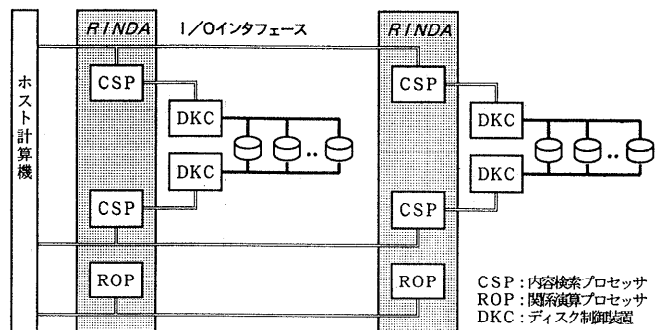 RINDA
I/Oインタフェース
RINDA
ホスト計算機
CSP
CSP
DKC
DKC
DKC
DKC
CSP
CSP
ROP
ROP
CSP:内容検索プロセッサ
ROP:関係演算プロセッサ
DKC:ディスク制御装置